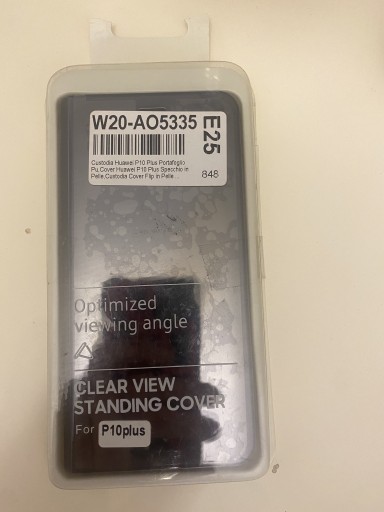 W20-AO5335
E25
Custodia Huawei P10 Plus Portafoglio
Pu,Cover Huawei P10 Plus Specchio in
Pelle,Custodia Cover Flip in Pelle ...
848
Optimized
viewing angle
CLEAR VIEW
STANDING COVER
For P10plus